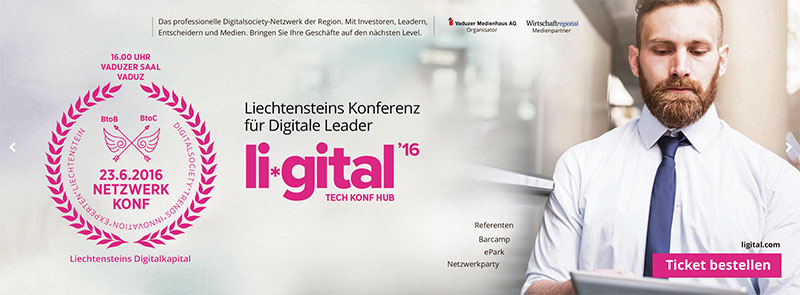 Das professionelle Digitalsociety-Netzwerk der Region. Mit Investoren, Leadern,
Entscheidern und Medien. Bringen Sie Ihre Geschäfte auf den nächsten Level.
Vaduzer Medienhaus AG
Organisator
Wirtschaftregional
Medienpartner
16.00 UHR
VADUZER SAAL
VADUZ
BtoB BtoC
DIGITALSOCIETY•TRENDS•INNOVATION•EXPERTEN•LIECHTENSTEIN
23.6.2016
NETZWERK
KONF
Liechtensteins Digitalkapital
Liechtensteins Konferenz
für Digitale Leader
li*gital '16
TECH KONF HUB
Referenten
Barcamp
ePark
Netzwerkparty
ligital.com
Ticket bestellen